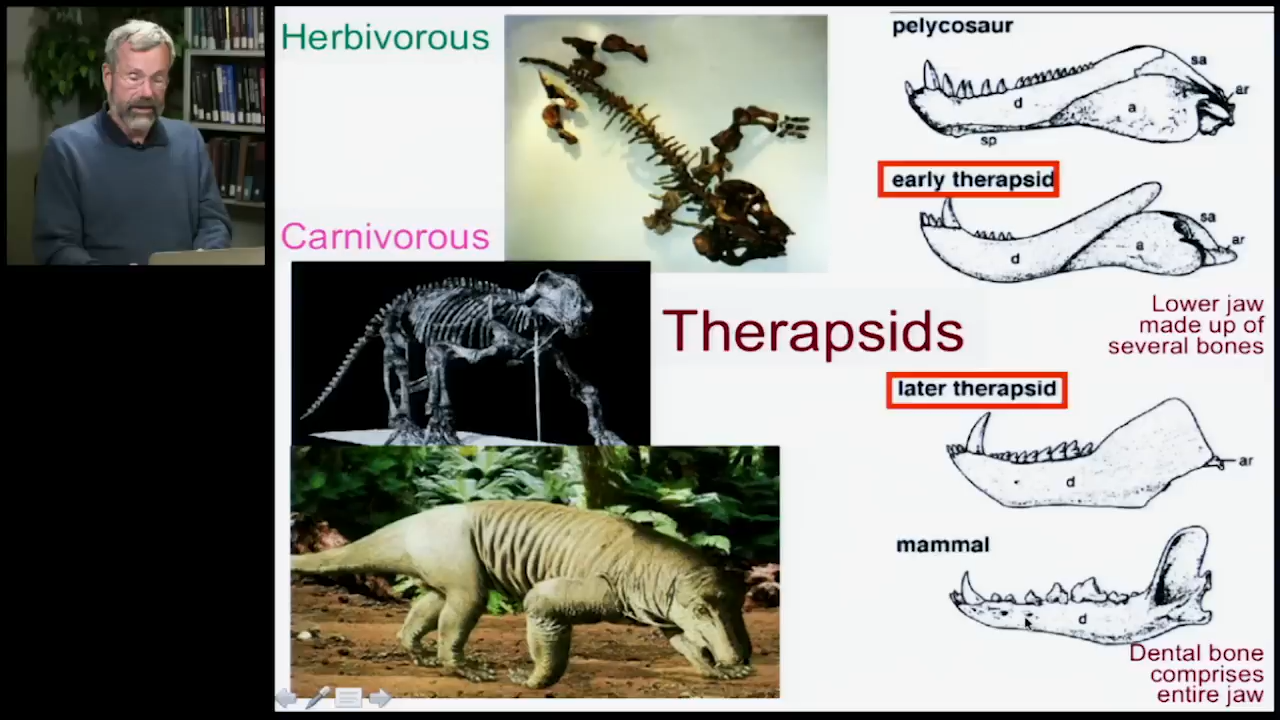 Herbivorous
Carnivorous
Therapsids
pelycosaur
sa
ar
d
a
sp
early therapsid
sa
ar
a
d
Lower jaw
made up of
several bones
later therapsid
ar
d
mammal
d
Dental bone
comprises
entire jaw